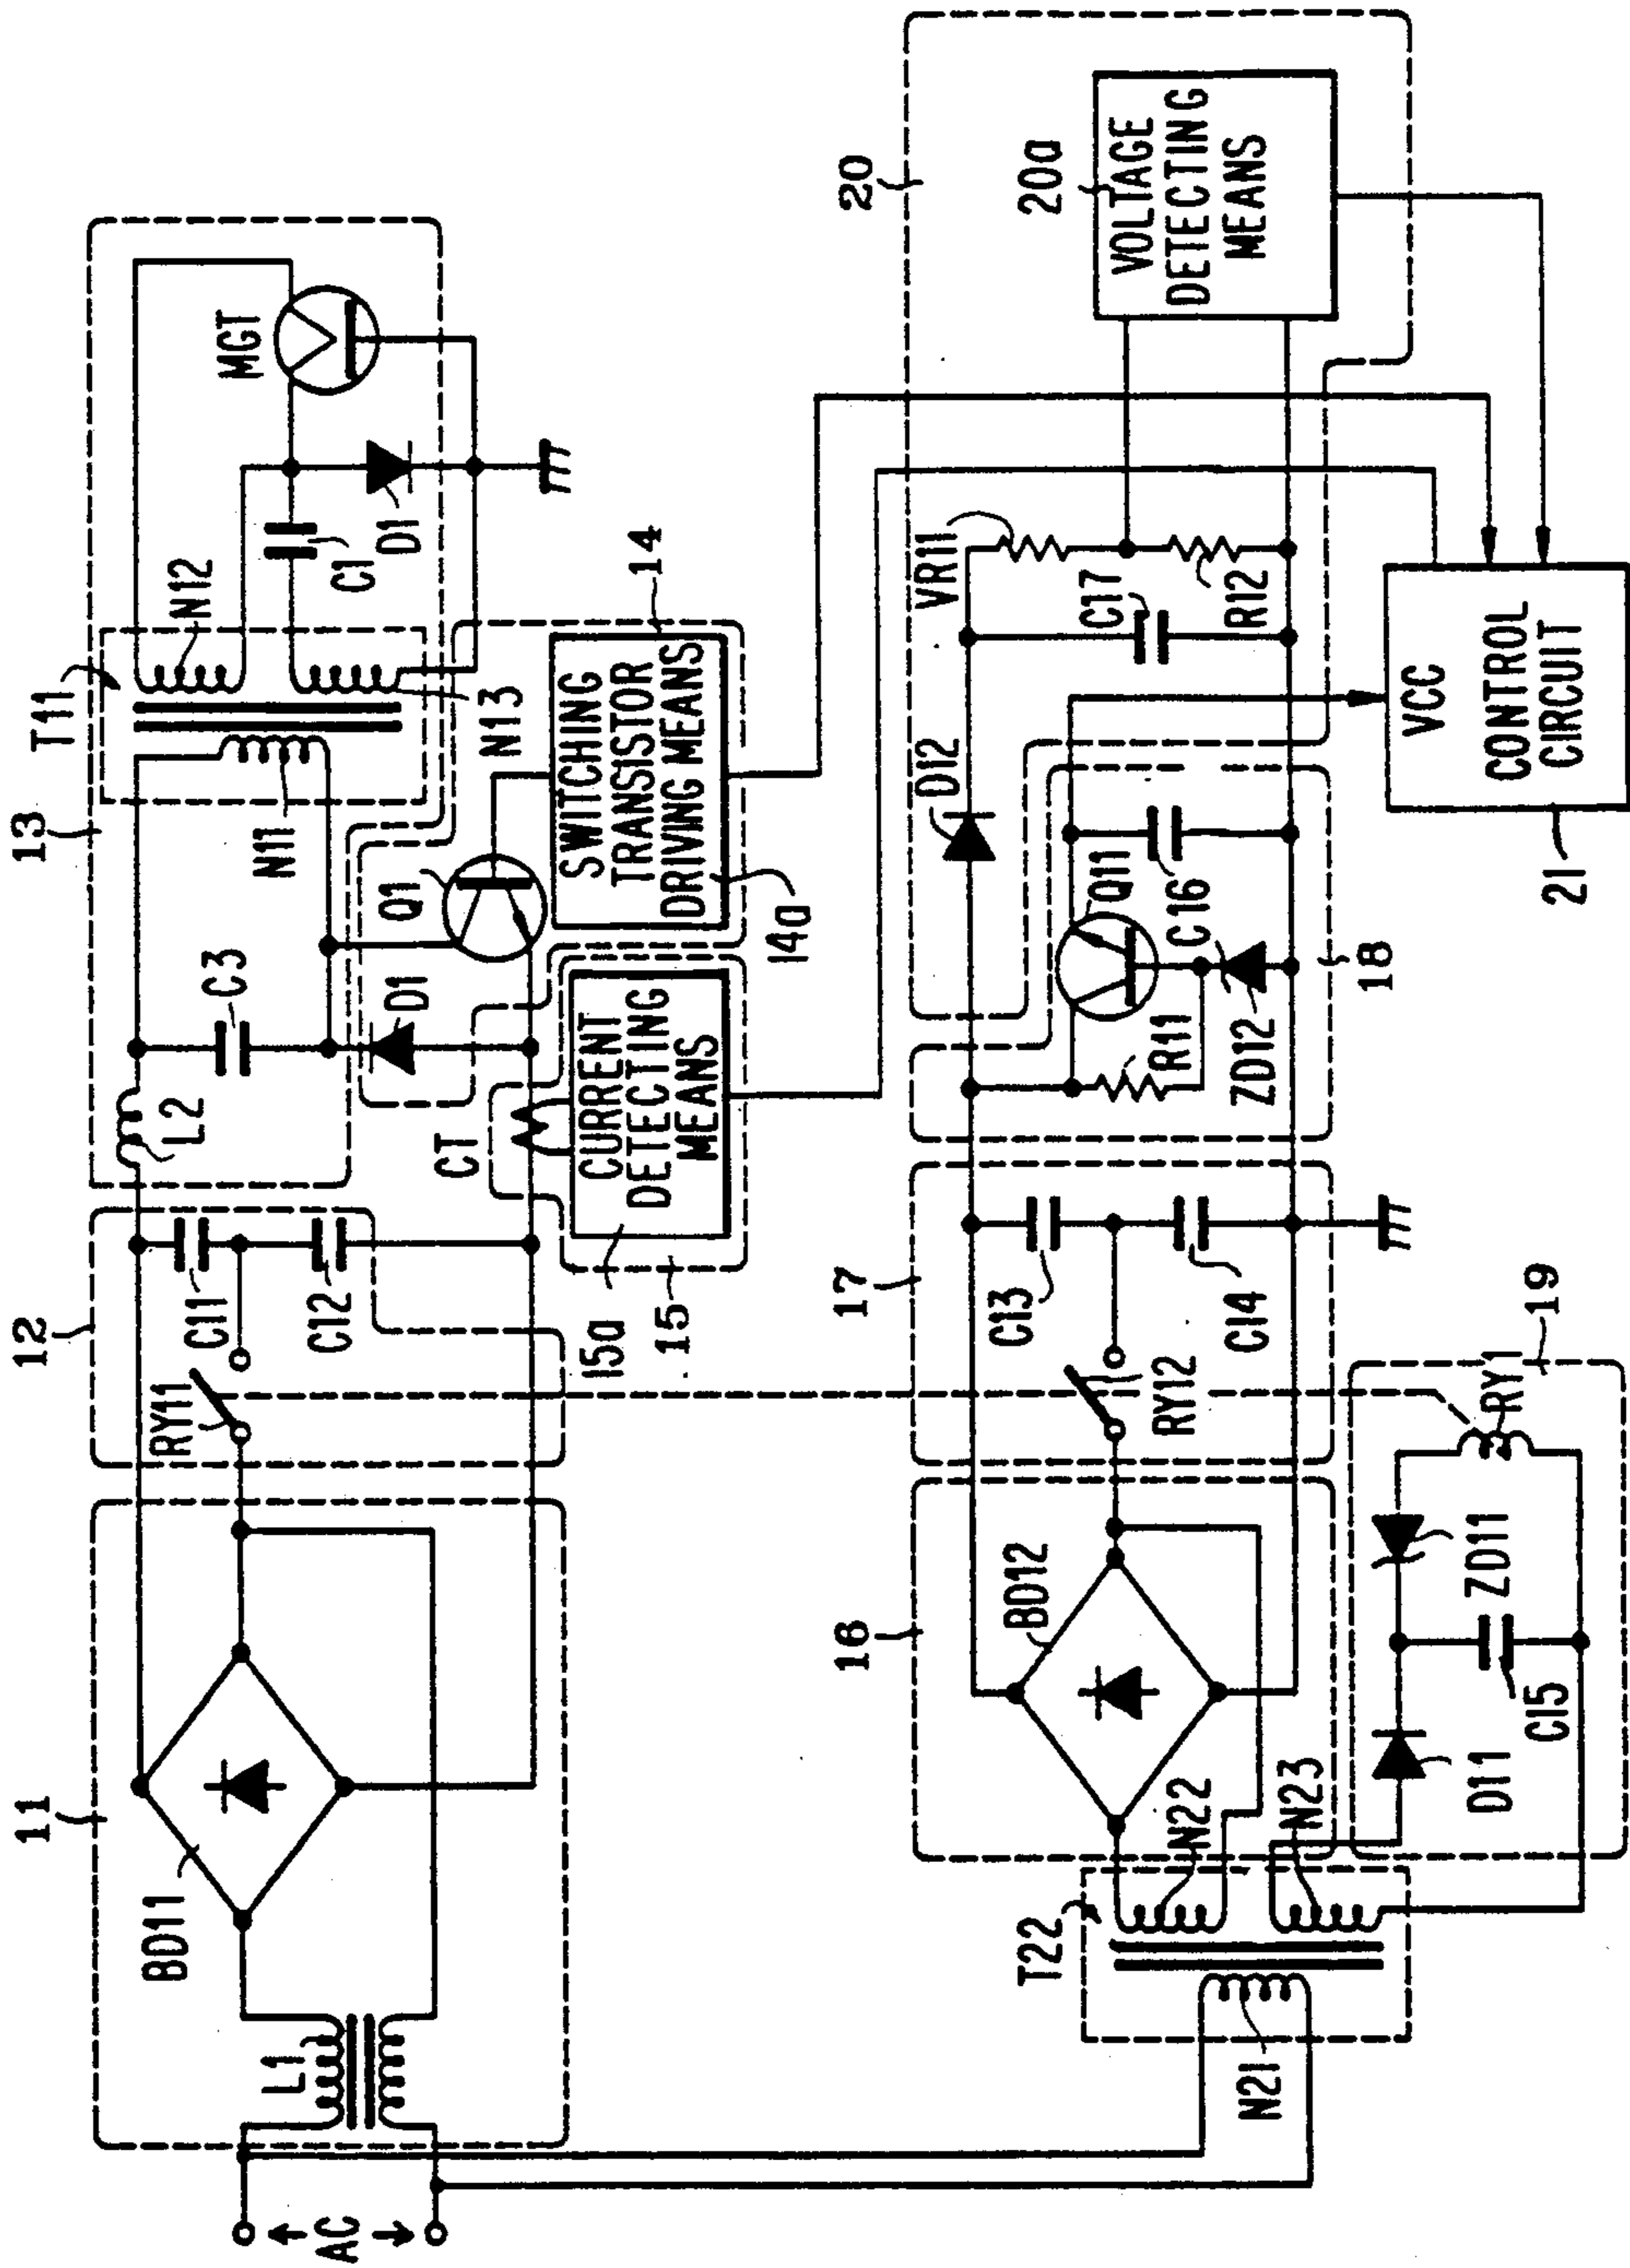 11
BD11
L1
AC
12
RY11
C11
C12
13
L2
C3
D1
N11
T11
N12
N13
C1
D1
MGT
Q1
14
SWITCHING
TRANSISTOR
DRIVING MEANS
14a
CT
CURRENT
DETECTING
MEANS
15a
15
16
BD12
T22
N21
N22
N23
17
C13
C14
RY12
18
R11
ZD12
Q11
C16
19
D11
C15
ZD11
RY1
20
D12
VR11
C17
R12
20a
VOLTAGE
DETECTING
MEANS
VCC
CONTROL
CIRCUIT
21